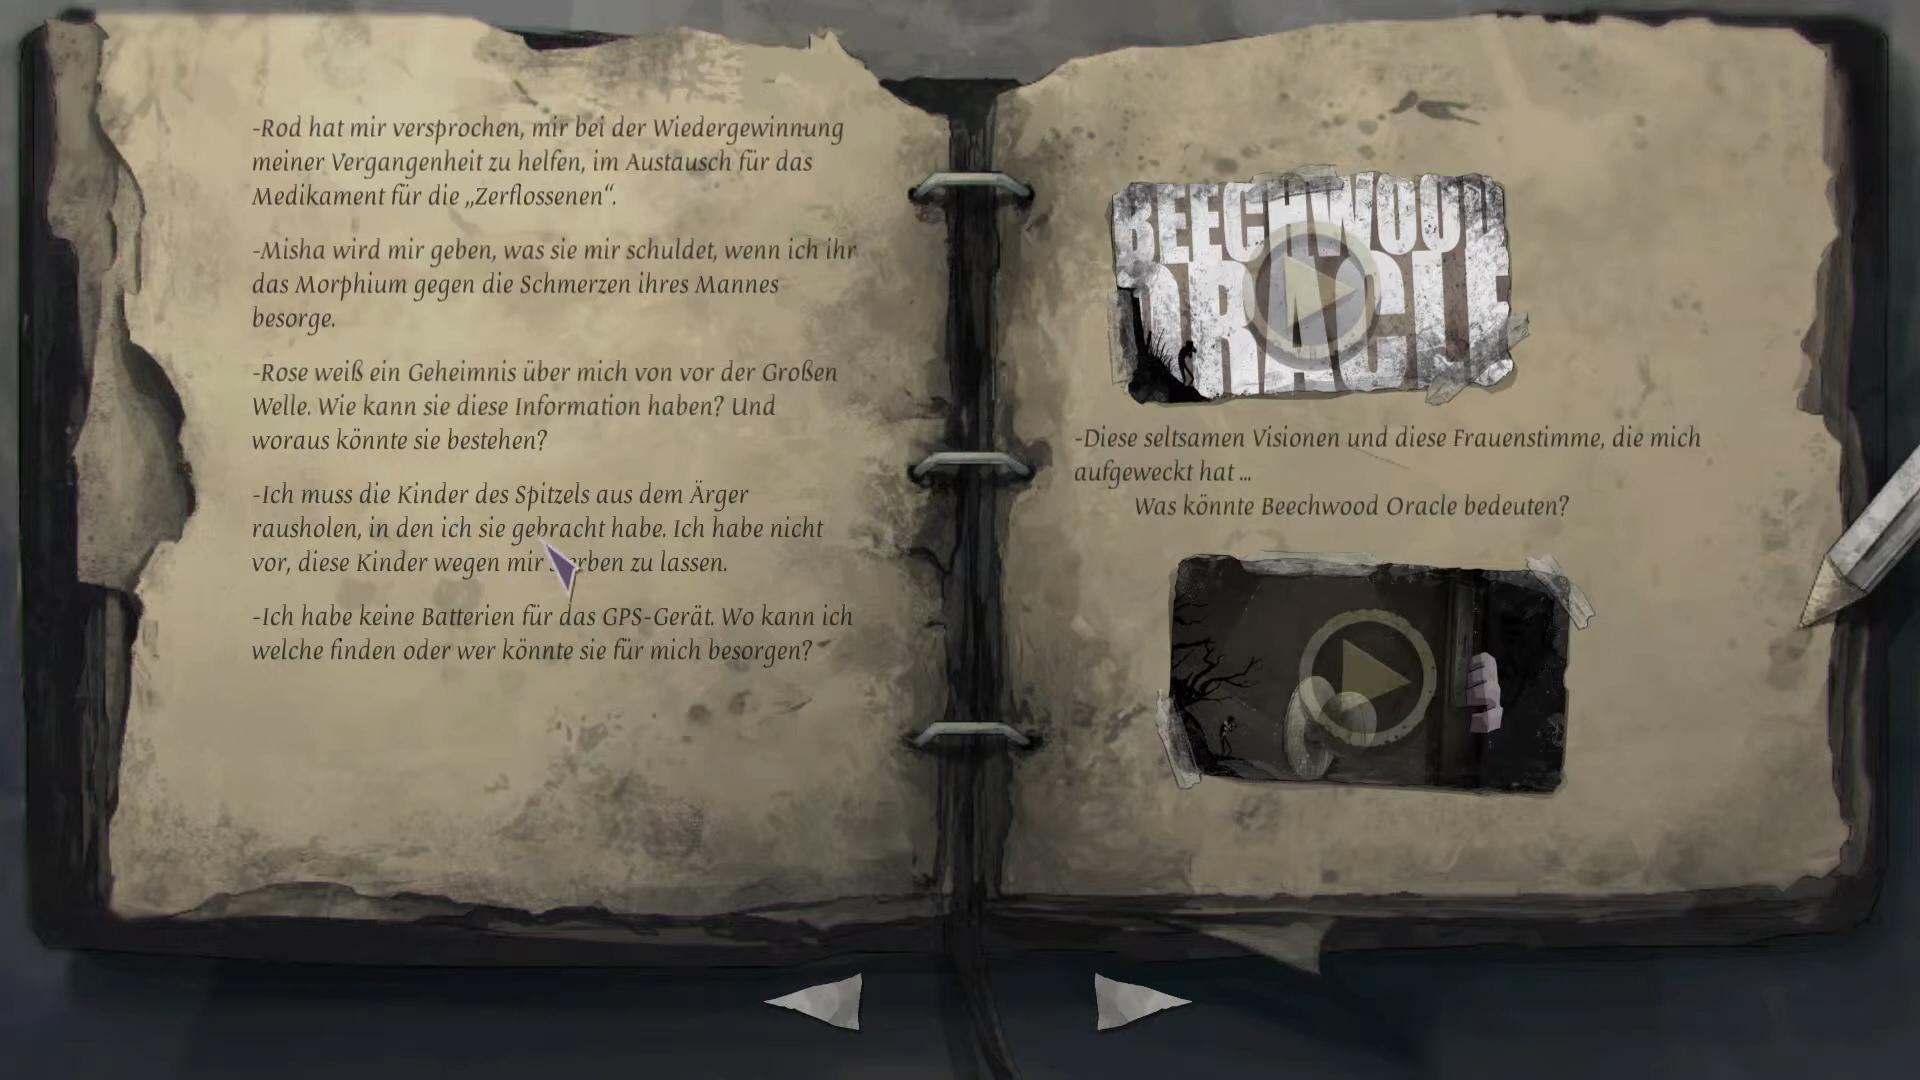 -Rod hat mir versprochen, mir bei der Wiedergewinnung
meiner Vergangenheit zu helfen, im Austausch für das
Medikament für die „Zerflossenen“.
-Misha wird mir geben, was sie mir schuldet, wenn ich ihr
das Morphium gegen die Schmerzen ihres Mannes
besorge.
-Rose weiß ein Geheimnis über mich von vor der Großen
Welle. Wie kann sie diese Information haben? Und
woraus könnte sie bestehen?
-Ich muss die Kinder des Spitzels aus dem Ärger
rausholen, in den ich sie gebracht habe. Ich habe nicht
vor, diese Kinder wegen mir sterben zu lassen.
-Ich habe keine Batterien für das GPS-Gerät. Wo kann ich
welche finden oder wer könnte sie für mich besorgen?
BEECHWOOD
ORACLE
-Diese seltsamen Visionen und diese Frauenstimme, die mich
aufgeweckt hat ...
Was könnte Beechwood Oracle bedeuten?